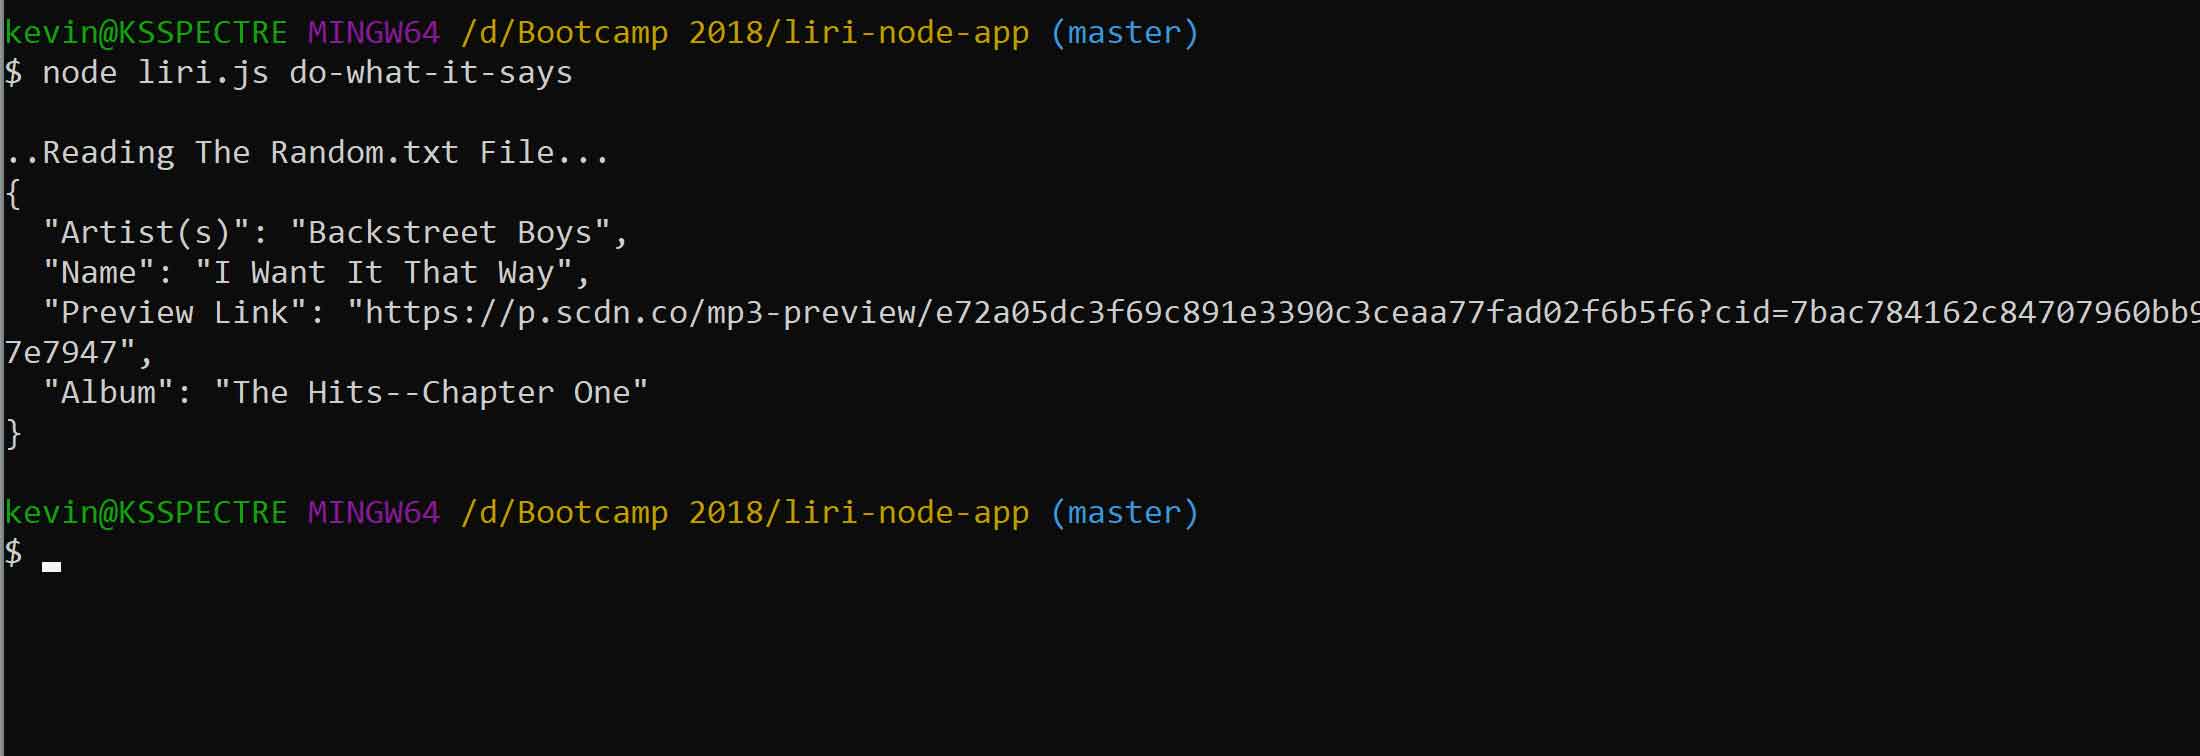 kevin@KSSPECTRE MINGW64 /d/Bootcamp 2018/liri-node-app (master)
$ node liri.js do-what-it-says
..Reading The Random.txt File...
{
  "Artist(s)": "Backstreet Boys",
  "Name": "I Want It That Way",
  "Preview Link": "https://p.scdn.co/mp3-preview/e72a05dc3f69c891e3390c3ceaa77fad02f6b5f6?cid=7bac784162c84707960bb9
7e7947",
  "Album": "The Hits--Chapter One"
}
kevin@KSSPECTRE MINGW64 /d/Bootcamp 2018/liri-node-app (master)
$